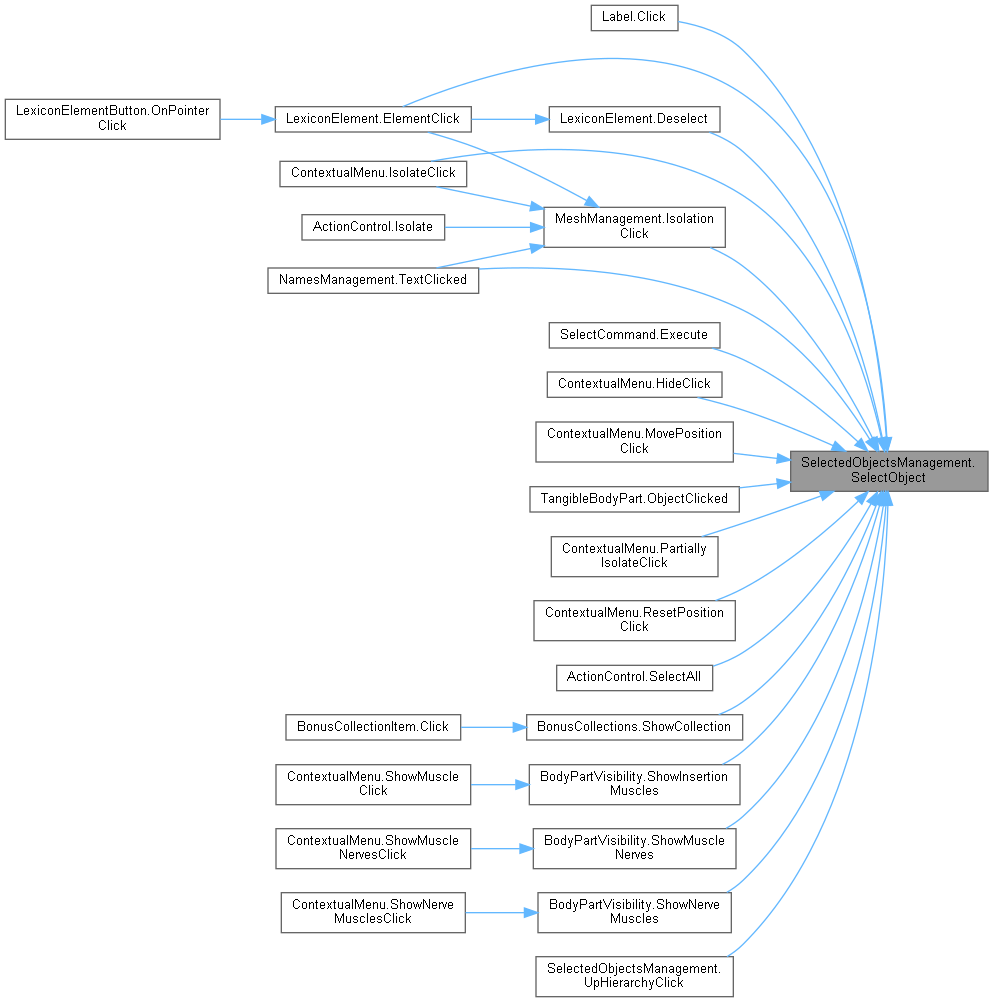 Label.Click
LexiconElementButton.OnPointer
Click
LexiconElement.ElementClick
LexiconElement.Deselect
ContextualMenu.IsolateClick
ActionControl.Isolate
MeshManagement.Isolation
Click
NamesManagement.TextClicked
SelectCommand.Execute
ContextualMenu.HideClick
ContextualMenu.MovePosition
Click
SelectedObjectsManagement.
SelectObject
TangibleBodyPart.ObjectClicked
ContextualMenu.Partially
IsolateClick
ContextualMenu.ResetPosition
Click
ActionControl.SelectAll
BonusCollectionItem.Click
BonusCollections.ShowCollection
ContextualMenu.ShowMuscle
Click
BodyPartVisibility.ShowInsertion
Muscles
ContextualMenu.ShowMuscle
NervesClick
BodyPartVisibility.ShowMuscle
Nerves
ContextualMenu.ShowNerve
MusclesClick
BodyPartVisibility.ShowNerve
Muscles
SelectedObjectsManagement.
UpHierarchyClick